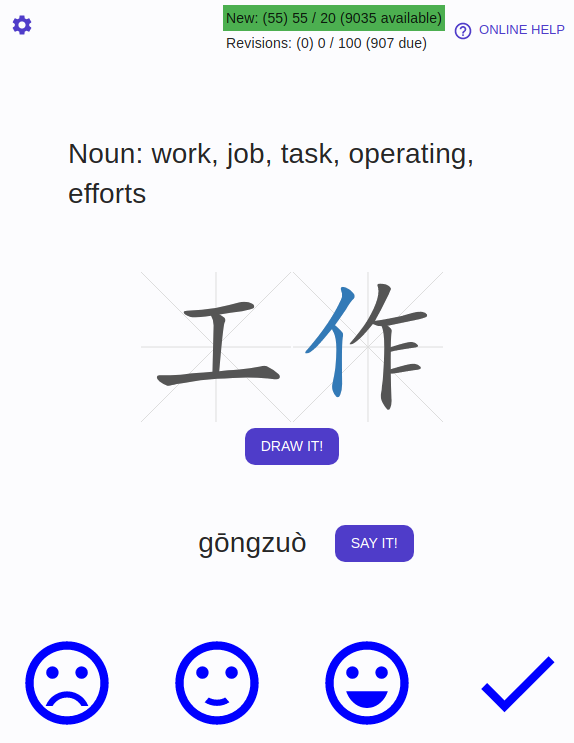 New: (55) 55 / 20 (9035 available)
Revisions: (0) 0 / 100 (907 due)
ONLINE HELP
Noun: work, job, task, operating,
efforts
工作
DRAW IT!
gōngzuò
SAY IT!